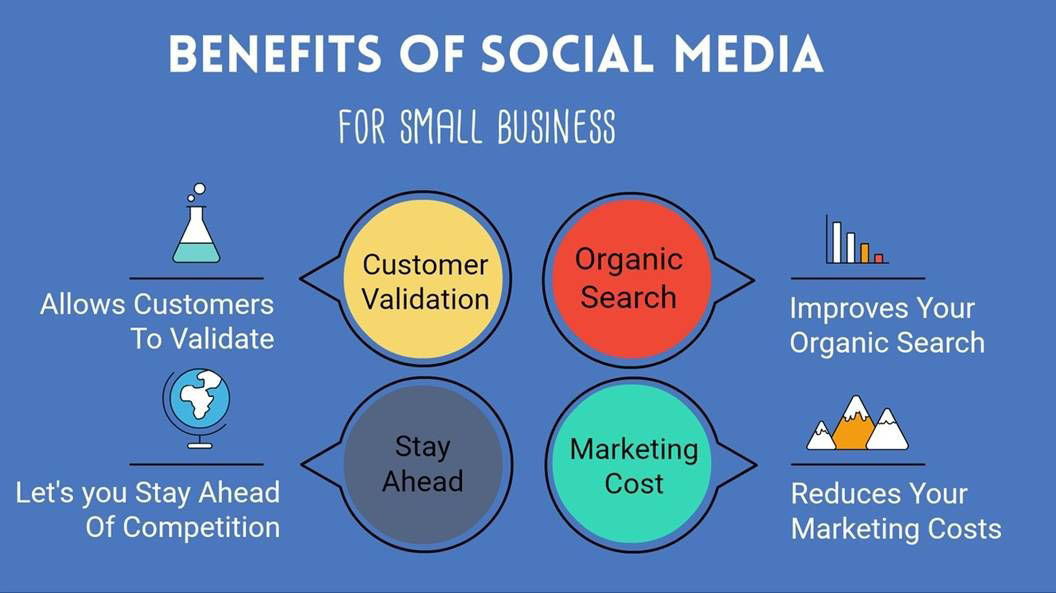 BENEFITS OF SOCIAL MEDIA
FOR SMALL BUSINESS
Customer
Validation
Allows Customers
To Validate
Organic
Search
Improves Your
Organic Search
Stay
Ahead
Let's you Stay Ahead
Of Competition
Marketing
Cost
Reduces Your
Marketing Costs